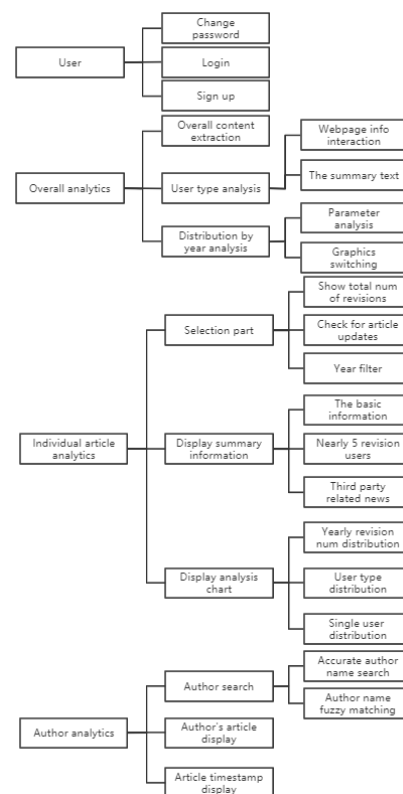 Change
password
User
Login
Sign up
Overall content
extraction
Webpage info
interaction
Overall analytics
User type analysis
The summary text
Distribution by
year analysis
Parameter
analysis
Graphics
switching
Show total num
of revisions
Selection part
Check for article
updates
Year filter
The basic
information
Individual article
analytics
Display summary
information
Nearly 5 revision
users
Third party
related news
Yearly revision
num distribution
Display analysis
chart
User type
distribution
Single user
distribution
Accurate author
name search
Author search
Author name
fuzzy matching
Author analytics
Author's article
display
Article timestamp
display